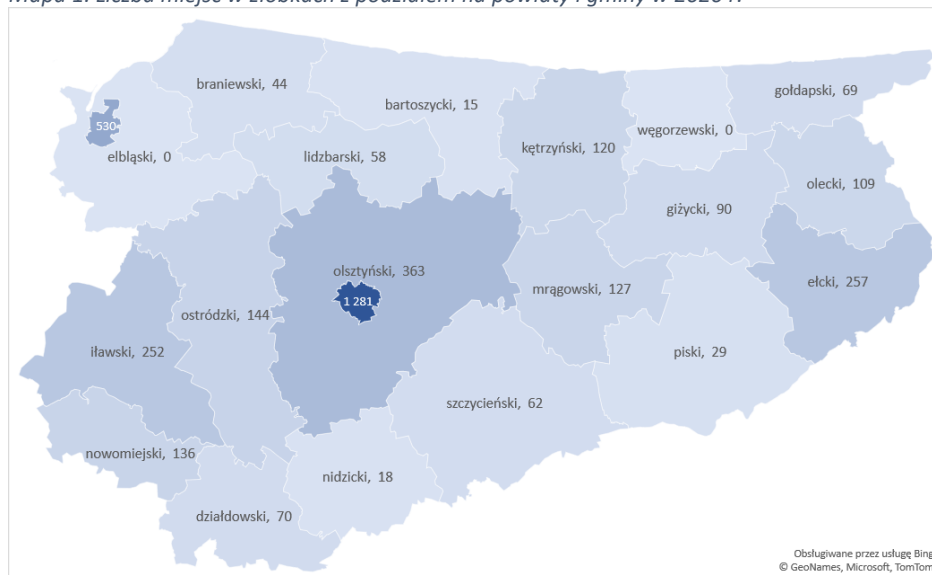 Mapa 1. Liczba miejsc w żłobkach z podziałem na powiaty i gminy w 2020 r.
braniewski, 44
bartoszycki, 15
gołdapski, 69
530
węgorzewski, 0
kętrzyński, 120
elbląski, 0
lidzbarski, 58
olecki, 109
giżycki, 90
olsztyński, 363
ełcki, 257
mrągowski, 127
1 281
ostródzki, 144
iławski, 252
piski, 29
szczycieński, 62
nowomiejski, 136
nidzicki, 18
działdowski, 70
Obsługiwane przez usługę Bing
© GeoNames, Microsoft, TomTom